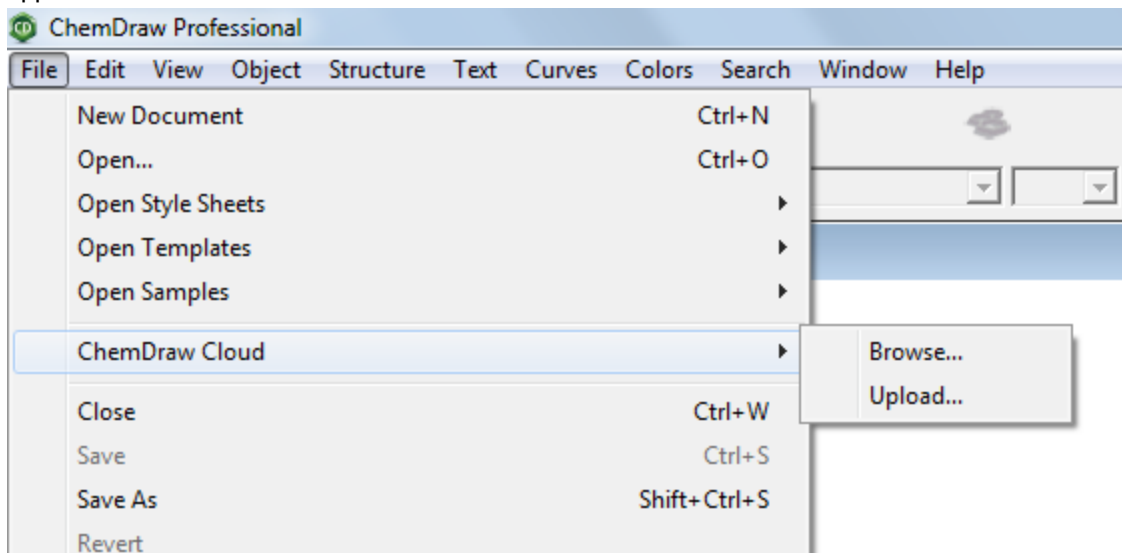 ChemDraw Professional
File Edit View Object Structure Text Curves Colors Search Window Help
New Document Ctrl+N
Open... Ctrl+O
Open Style Sheets
Open Templates
Open Samples
ChemDraw Cloud
Browse...
Upload...
Close Ctrl+W
Save Ctrl+S
Save As Shift+Ctrl+S
Revert